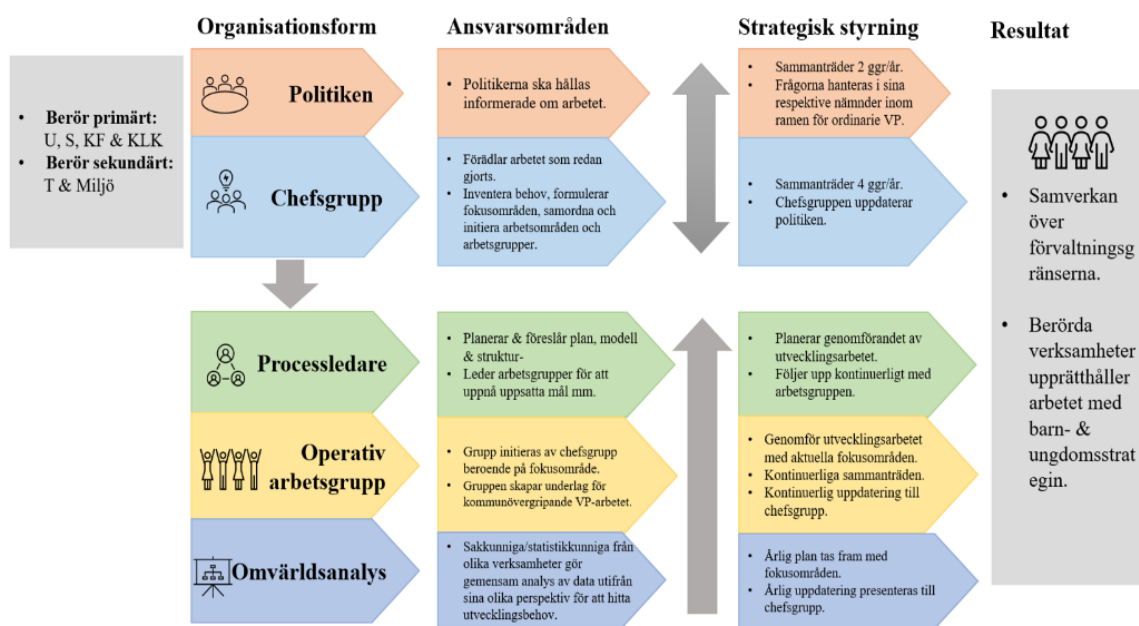 Organisationsform
Ansvarsområden
Strategisk styrning
Resultat
• Berör primärt:
U, S, KF & KLK
• Berör sekundärt:
T & Miljö
Politiken
• Politikerna ska hållas
informerade om arbetet.
• Sammanträder 2 ggr/år.
• Frågorna hanteras i sina
respektive nämnder inom
ramen för ordinarie VP.
Chefsgrupp
• Förädlar arbetet som redan
gjorts.
• Inventera behov, formulerar
fokusområden, samordna och
initiera arbetsområden och
arbetsgrupper.
• Sammanträder 4 ggr/år.
• Chefsgruppen uppdaterar
politiken.
Processledare
• Planerar & föreslår plan, modell
& struktur-
• Leder arbetsgrupper för att
uppnå uppsatta mål mm.
• Planerar genomförandet av
utvecklingsarbetet.
• Följer upp kontinuerligt med
arbetsgruppen.
Operativ
arbetsgrupp
• Grupp initieras av chefsgrupp
beroende på fokusområde.
• Gruppen skapar underlag för
kommunövergripande VP-arbetet.
• Genomför utvecklingsarbetet
med aktuella fokusområden.
• Kontinuerliga sammanträden.
• Kontinuerlig uppdatering till
chefsgrupp.
Omvärldsanalys
• Sakkunniga/statistikkunniga från
olika verksamheter gör
gemensam analys av data utifrån
sina olika perspektiv för att hitta
utvecklingsbehov.
• Årlig plan tas fram med
fokusområden.
• Årlig uppdatering presenteras till
chefsgrupp.
• Samverkan
över
förvaltningsg
ränserna.
• Berörda
verksamheter
upprätthåller
arbetet med
barn- &
ungdomsstrat
egin.